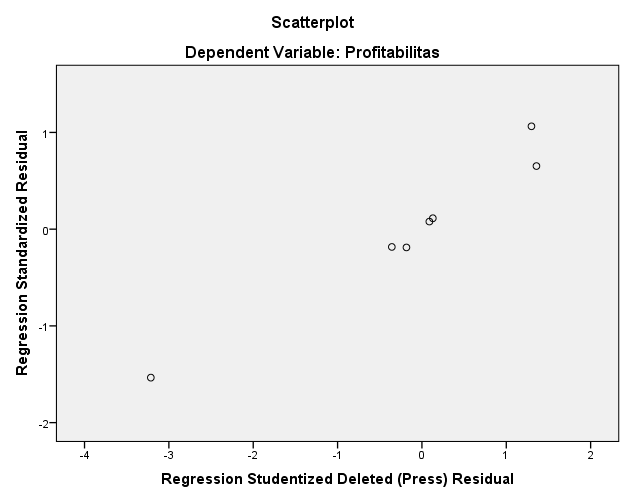 Scatterplot
Dependent Variable: Profitabilitas
Regression Standardized Residual
1
0
-1
-2
-4
-3
-2
-1
0
1
2
Regression Studentized Deleted (Press) Residual